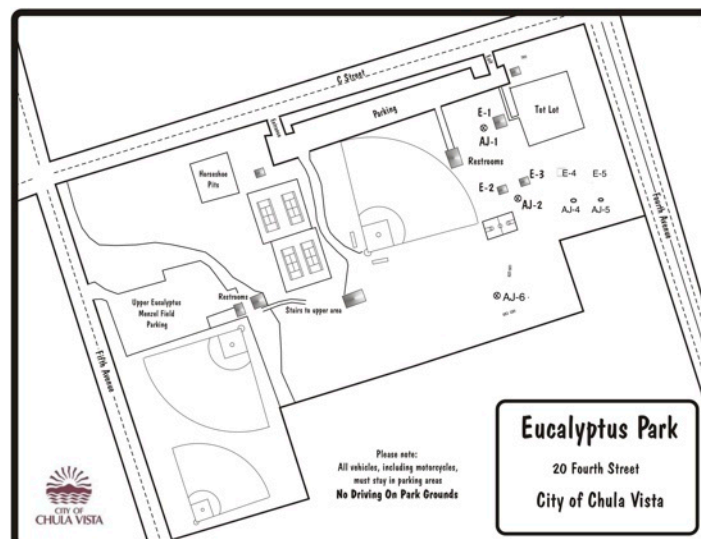 C Street
Exit
Entrance
Parking
Tot Lot
E-1
AJ-1
Restrooms
E-3
E-4
E-5
E-2
AJ-2
AJ-4
AJ-5
Horseshoe
Pits
Fourth Avenue
Upper Eucalyptus
Menzel Field
Parking
Restrooms
Stairs to upper area
AJ-6
Fifth Avenue
Please note:
All vehicles, including motorcycles,
must stay in parking areas
No Driving On Park Grounds
Eucalyptus Park
20 Fourth Street
City of Chula Vista
CITY OF
CHULA VISTA